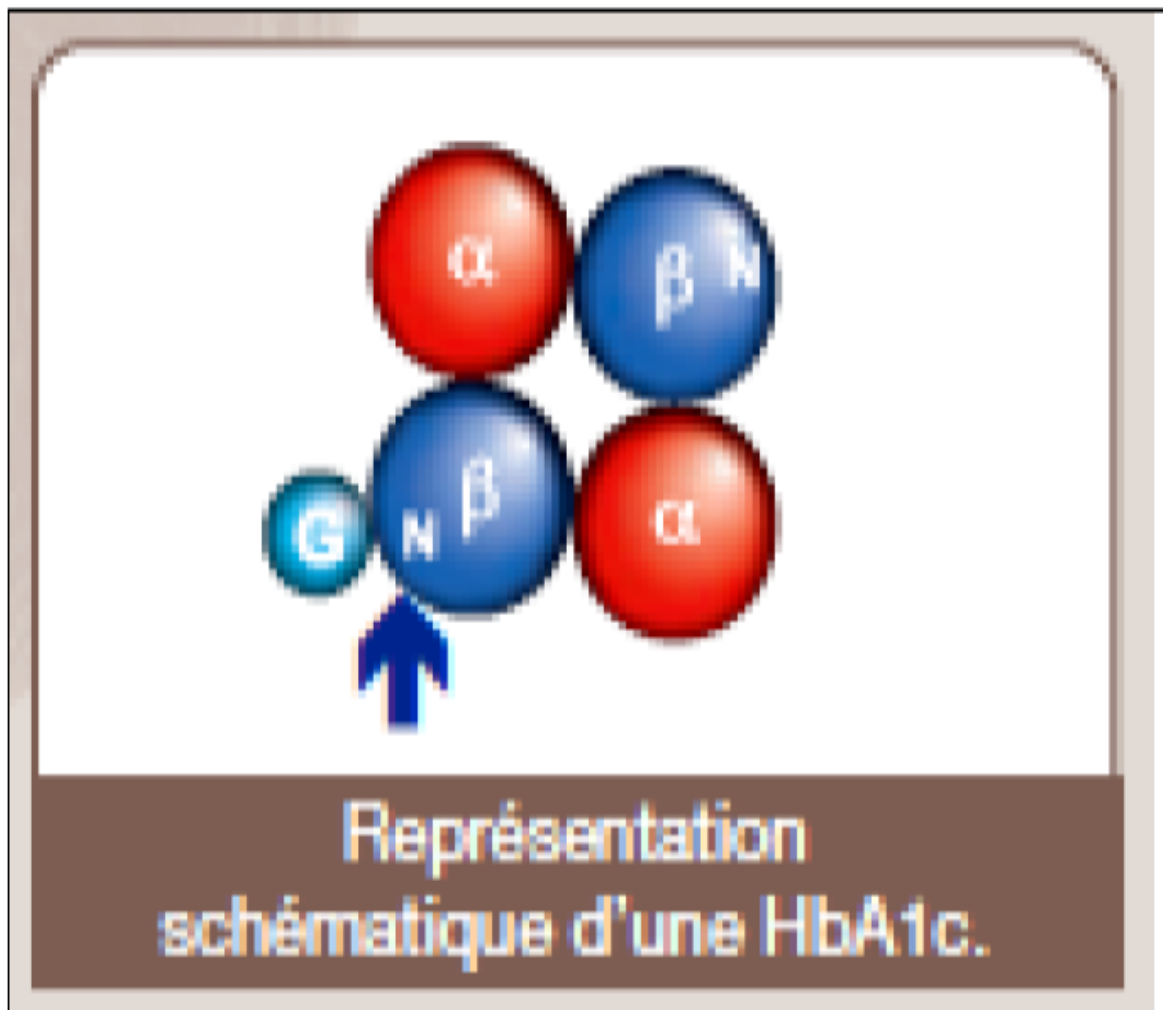 α
β N
G N β
α
Représentation
schématique d'une HbA1c.